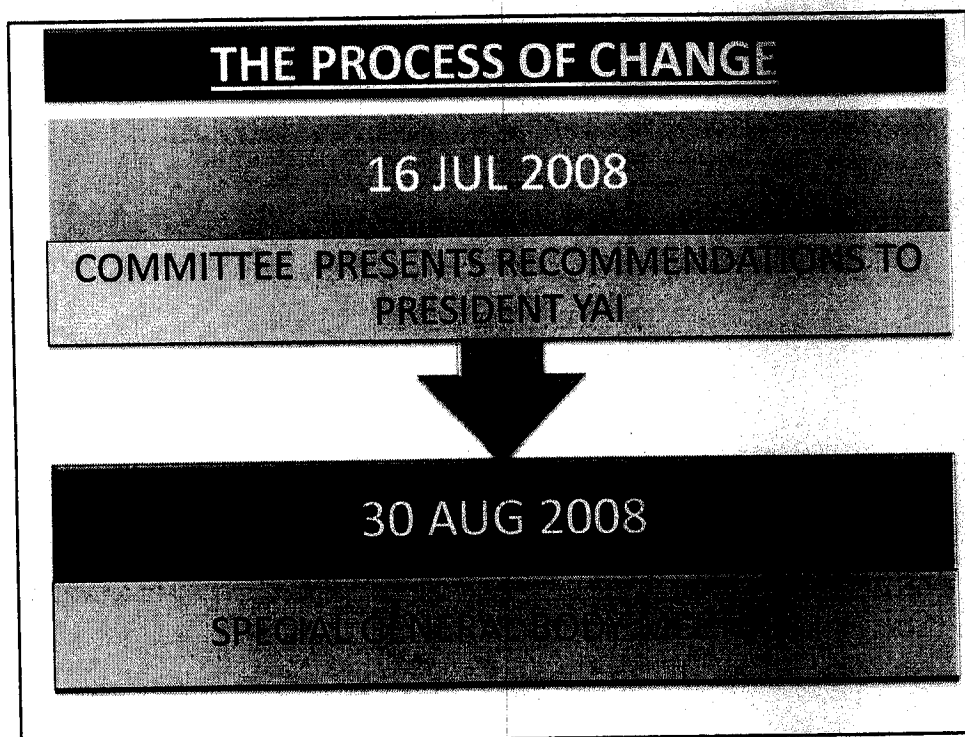 THE PROCESS OF CHANGE
16 JUL 2008
COMMITTEE PRESENTS RECOMMENDATIONS TO
PRESIDENT YAI
30 AUG 2008
SPECIAL GENERAL BODY